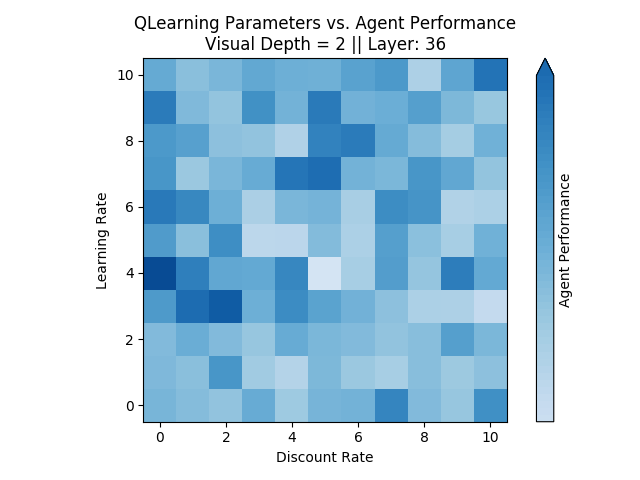 QLearning Parameters vs. Agent Performance
Visual Depth = 2 || Layer: 36
10
8
6
4
2
0
Learning Rate
0 2 4 6 8 10
Discount Rate
Agent Performance